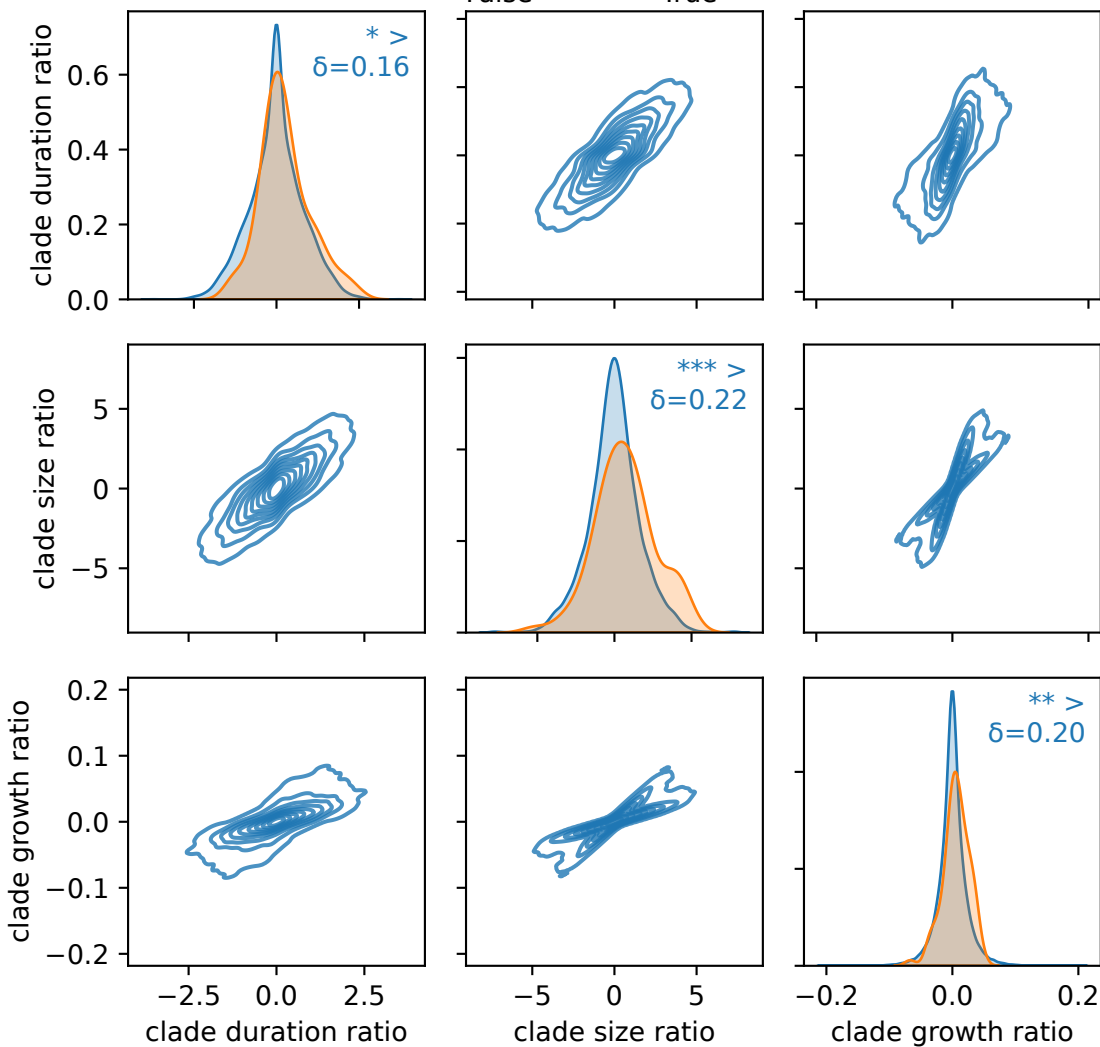 False True
clade duration ratio
0.6
0.4
0.2
0.0
* >
δ=0.16
clade size ratio
5
0
−5
*** >
δ=0.22
clade growth ratio
0.2
0.1
0.0
−0.1
−0.2
** >
δ=0.20
−2.5 0.0 2.5
−5 0 5
−0.2 0.0 0.2
clade duration ratio
clade size ratio
clade growth ratio